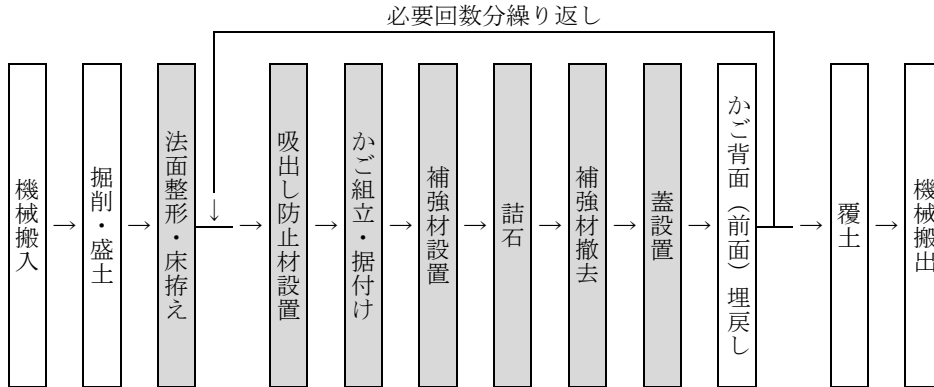 必要回数分繰り返し
機械搬入
→
掘削・盛土
→
法面整形・床拵え
↓
→
吸出し防止材設置
→
かご組立・据付け
→
補強材設置
→
詰石
→
補強材撤去
→
蓋設置
→
かご背面（前面）埋戻し
→
覆土
→
機械搬出